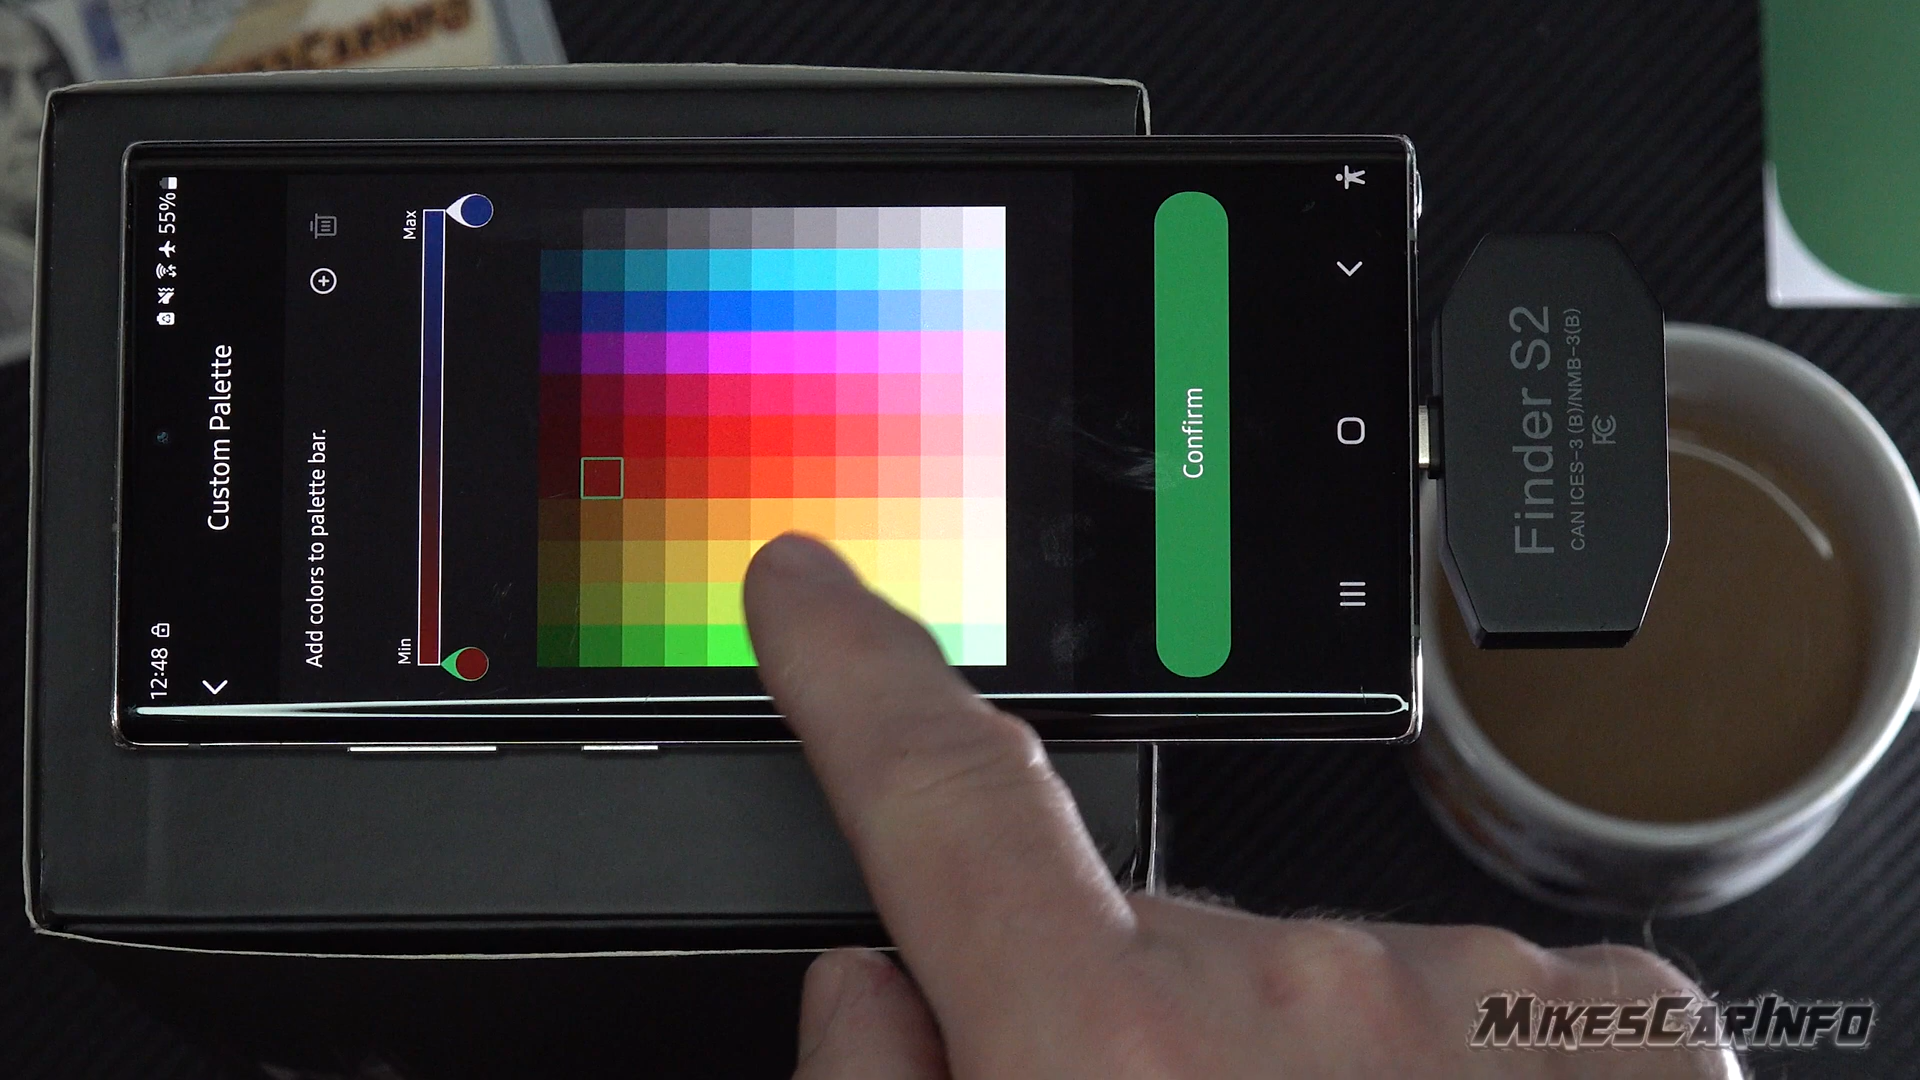 12:48
55%
Custom Palette
Add colors to palette bar.
Min
Max
Confirm
Finder S2
CAN ICES-3 (B)/NMB-3(B)
FC
MIKESCARINFO